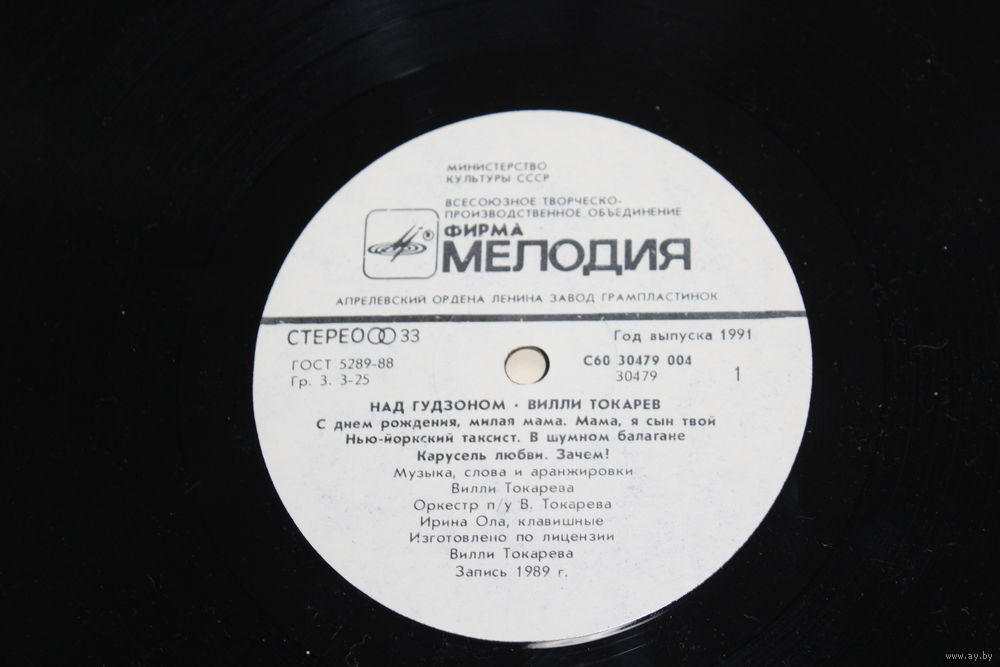 МИНИСТЕРСТВО
КУЛЬТУРЫ СССР
ВСЕСОЮЗНОЕ ТВОРЧЕСКО-
ПРОИЗВОДСТВЕННОЕ ОБЪЕДИНЕНИЕ
ФИРМА
®
МЕЛОДИЯ
АПРЕЛЕВСКИЙ ОРДЕНА ЛЕНИНА ЗАВОД ГРАМПЛАСТИНОК
СТЕРЕО 33
Год выпуска 1991
ГОСТ 5289-88
С60 30479 004
Гр. 3. 3-25
30479
1
НАД ГУДЗОНОМ · ВИЛЛИ ТОКАРЕВ
С днем рождения, милая мама. Мама, я сын твой
Нью-йоркский таксист. В шумном балагане
Карусель любви. Зачем!
Музыка, слова и аранжировки
Вилли Токарева
Оркестр п/у В. Токарева
Ирина Ола, клавишные
Изготовлено по лицензии
Вилли Токарева
Запись 1989 г.
www.ay.by